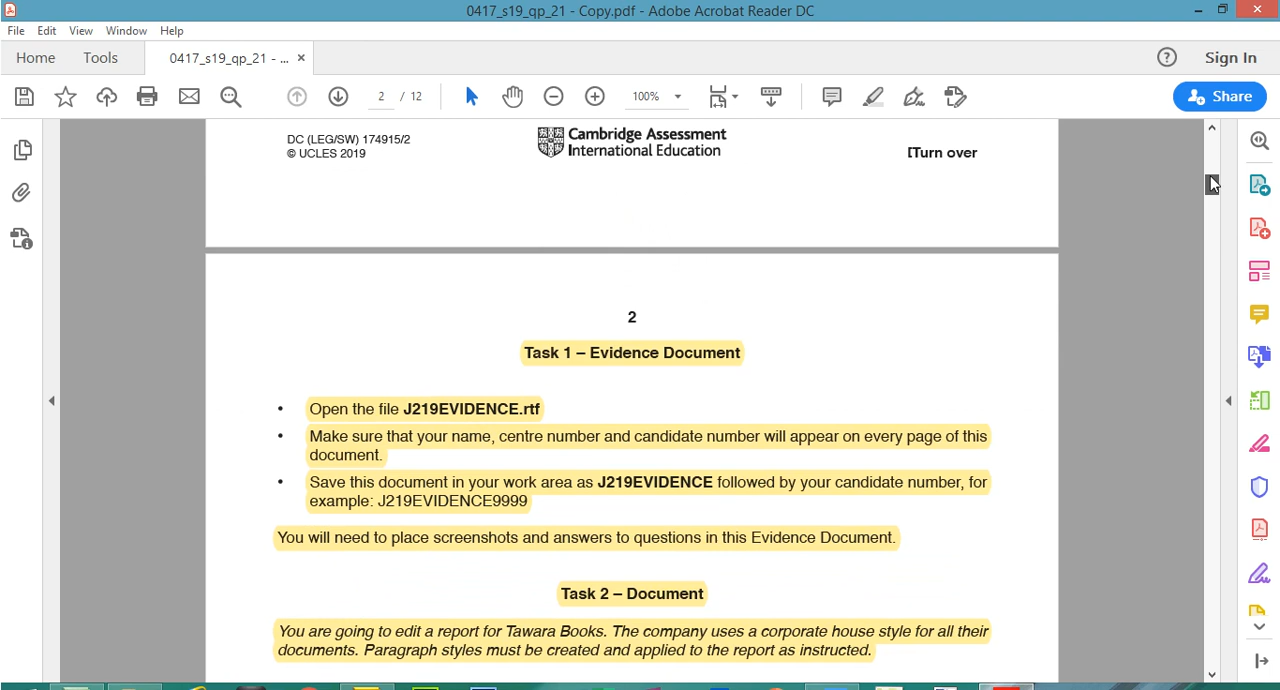 0417_s19_qp_21 - Copy.pdf - Adobe Acrobat Reader DC
File Edit View Window Help
Home Tools 0417_s19_qp_21 - ... × Sign In
2 / 12 100% Share
DC (LEG/SW) 174915/2
© UCLES 2019
Cambridge Assessment
International Education
[Turn over
2
Task 1 – Evidence Document
• Open the file J219EVIDENCE.rtf
• Make sure that your name, centre number and candidate number will appear on every page of this
document.
• Save this document in your work area as J219EVIDENCE followed by your candidate number, for
example: J219EVIDENCE9999
You will need to place screenshots and answers to questions in this Evidence Document.
Task 2 – Document
You are going to edit a report for Tawara Books. The company uses a corporate house style for all their
documents. Paragraph styles must be created and applied to the report as instructed.